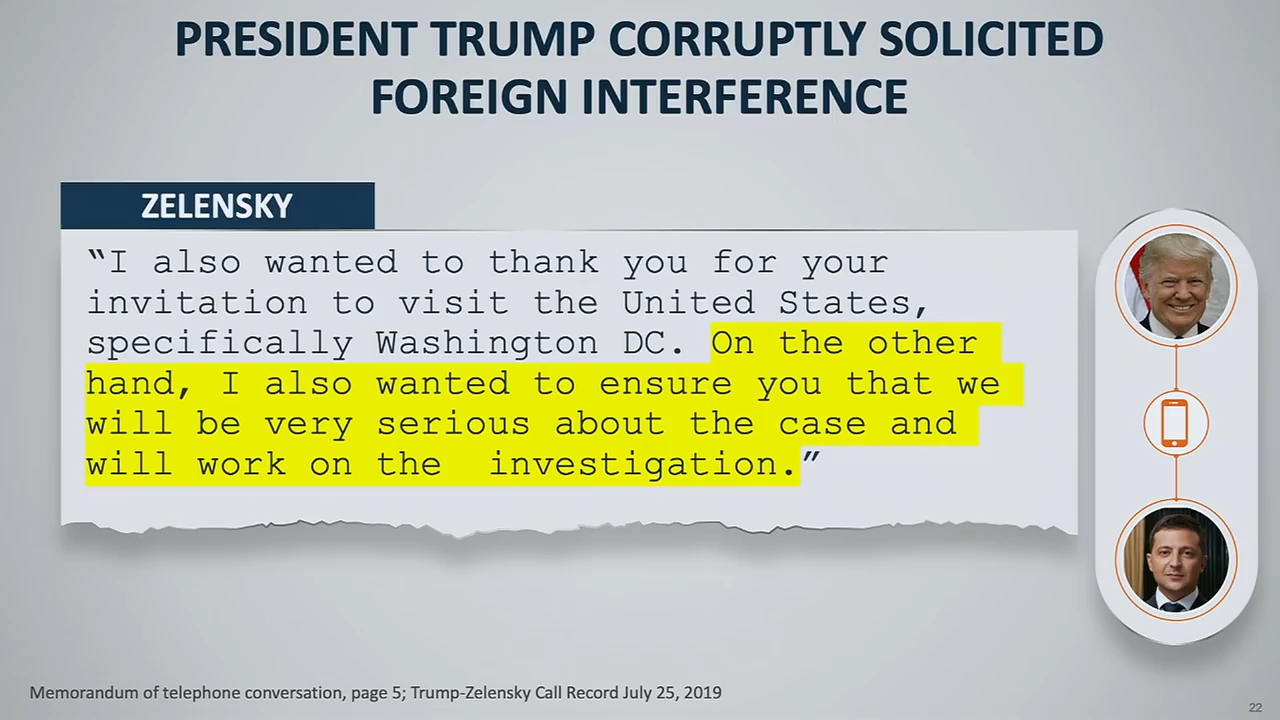 PRESIDENT TRUMP CORRUPTLY SOLICITED
FOREIGN INTERFERENCE
ZELENSKY
“I also wanted to thank you for your
invitation to visit the United States,
specifically Washington DC. On the other
hand, I also wanted to ensure you that we
will be very serious about the case and
will work on the  investigation.”
Memorandum of telephone conversation, page 5; Trump-Zelensky Call Record July 25, 2019
22